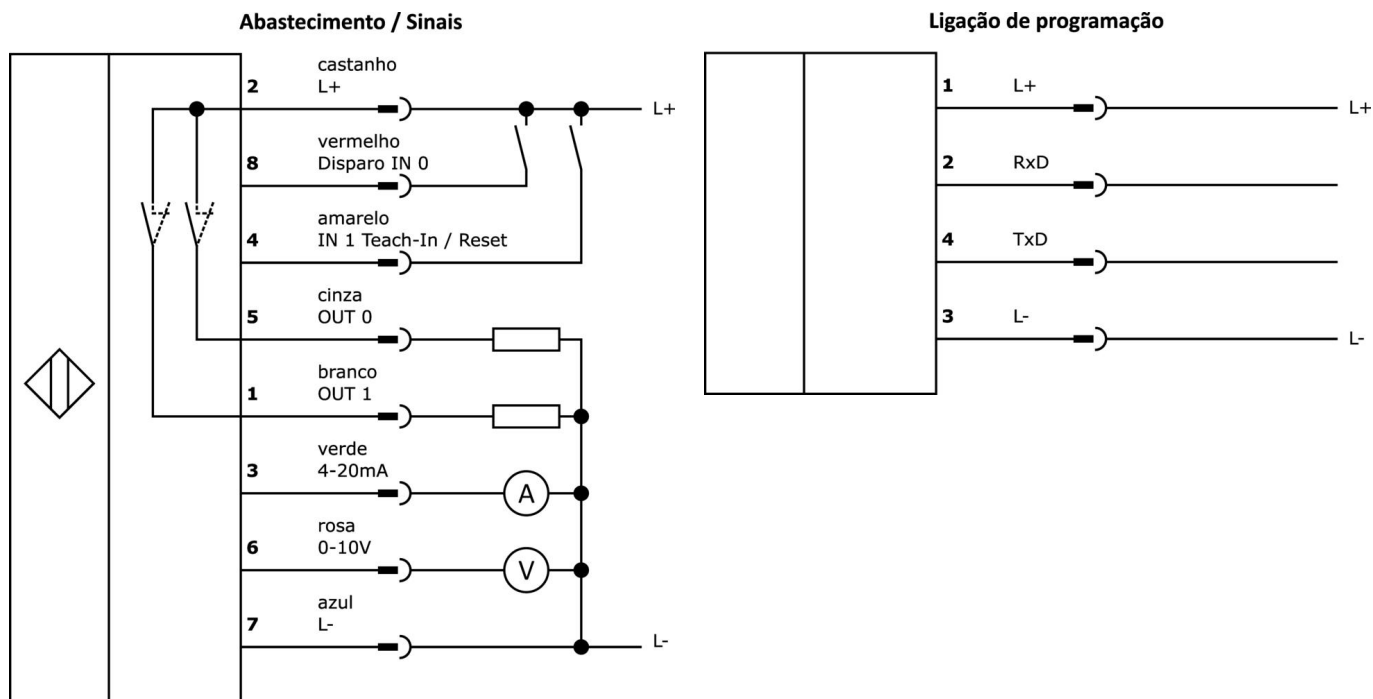 Abastecimento / Sinais
castanho
2 L+ L+
vermelho
8 Disparo IN 0
amarelo
4 IN 1 Teach-In / Reset
cinza
5 OUT 0
branco
1 OUT 1
verde
3 4-20mA
A
rosa
6 0-10V
V
azul
7 L-
L-
Ligação de programação
1 L+
L+
2 RxD
4 TxD
3 L-
L-